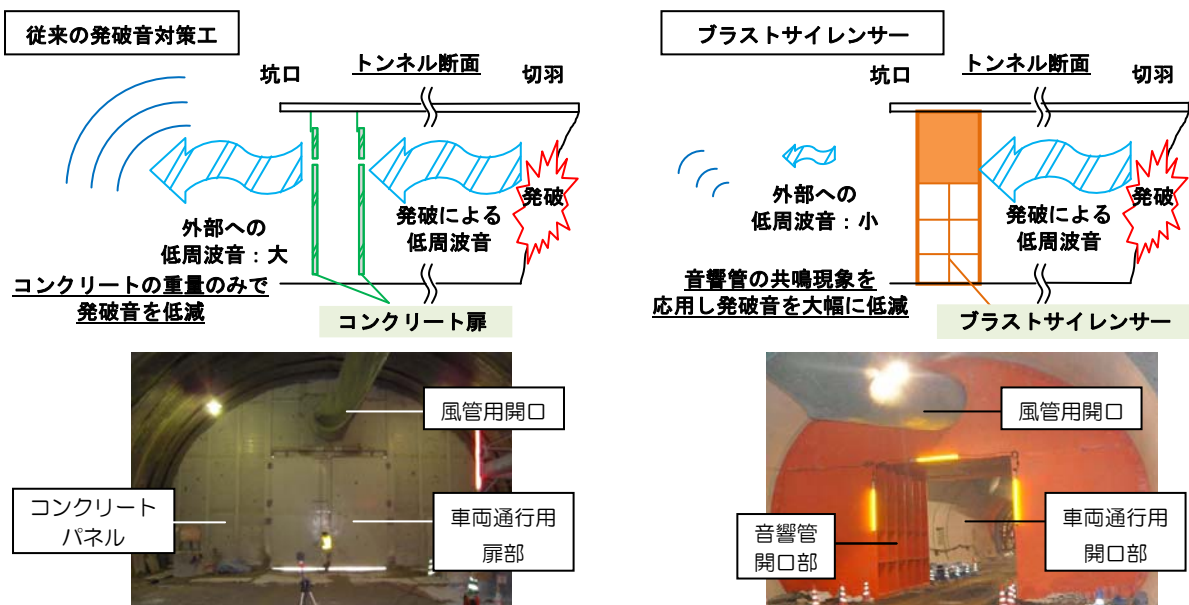 従来の発破音対策工
坑口
トンネル断面
切羽
発破
外部への
低周波音：大
発破による
低周波音
コンクリートの重量のみで
発破音を低減
コンクリート扉
風管用開口
コンクリート
パネル
車両通行用
扉部
ブラストサイレンサー
坑口
トンネル断面
切羽
発破
外部への
低周波音：小
発破による
低周波音
音響管の共鳴現象を
応用し発破音を大幅に低減
ブラストサイレンサー
風管用開口
音響管
開口部
車両通行用
開口部